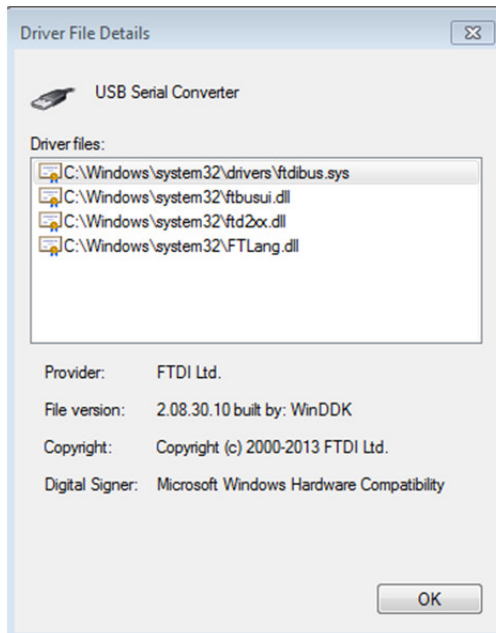 Driver File Details
USB Serial Converter
Driver files:
C:\Windows\system32\drivers\ftdibus.sys
C:\Windows\system32\ftbusui.dll
C:\Windows\system32\ftd2xx.dll
C:\Windows\system32\FTLang.dll
Provider: FTDI Ltd.
File version: 2.08.30.10 built by: WinDDK
Copyright: Copyright (c) 2000-2013 FTDI Ltd.
Digital Signer: Microsoft Windows Hardware Compatibility
OK